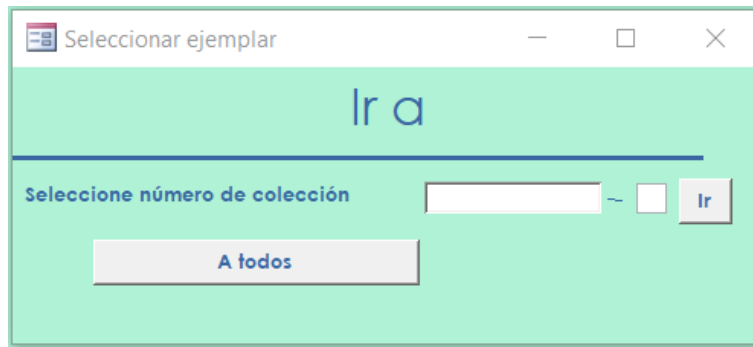 Seleccionar ejemplar
Ir a
Seleccione número de colección -- Ir
A todos